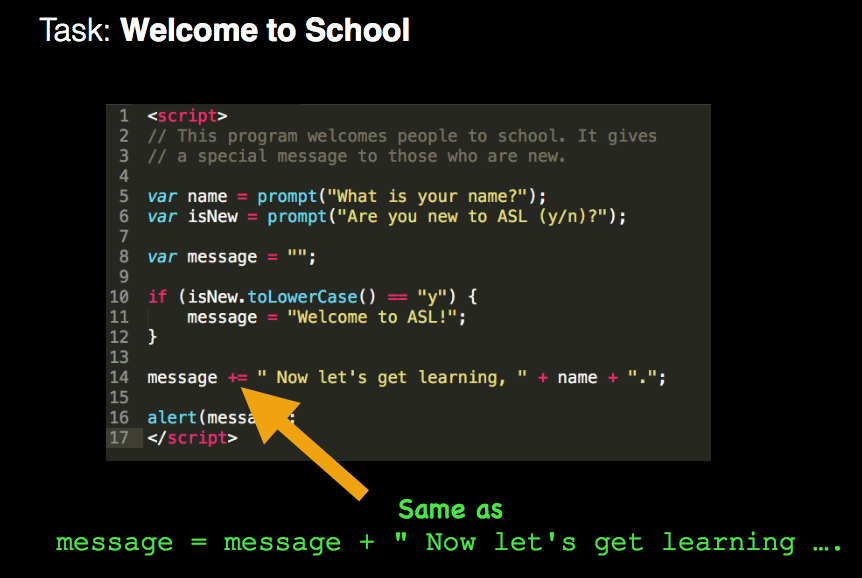 Task: Welcome to School
1 <script>
2 // This program welcomes people to school. It gives
3 // a special message to those who are new.
4
5 var name = prompt("What is your name?");
6 var isNew = prompt("Are you new to ASL (y/n)?");
7
8 var message = "";
9
10 if (isNew.toLowerCase() == "y") {
11     message = "Welcome to ASL!";
12 }
13
14 message += " Now let's get learning, " + name + ".";
15
16 alert(messa ;
17 </script>
Same as
message = message + " Now let's get learning ….